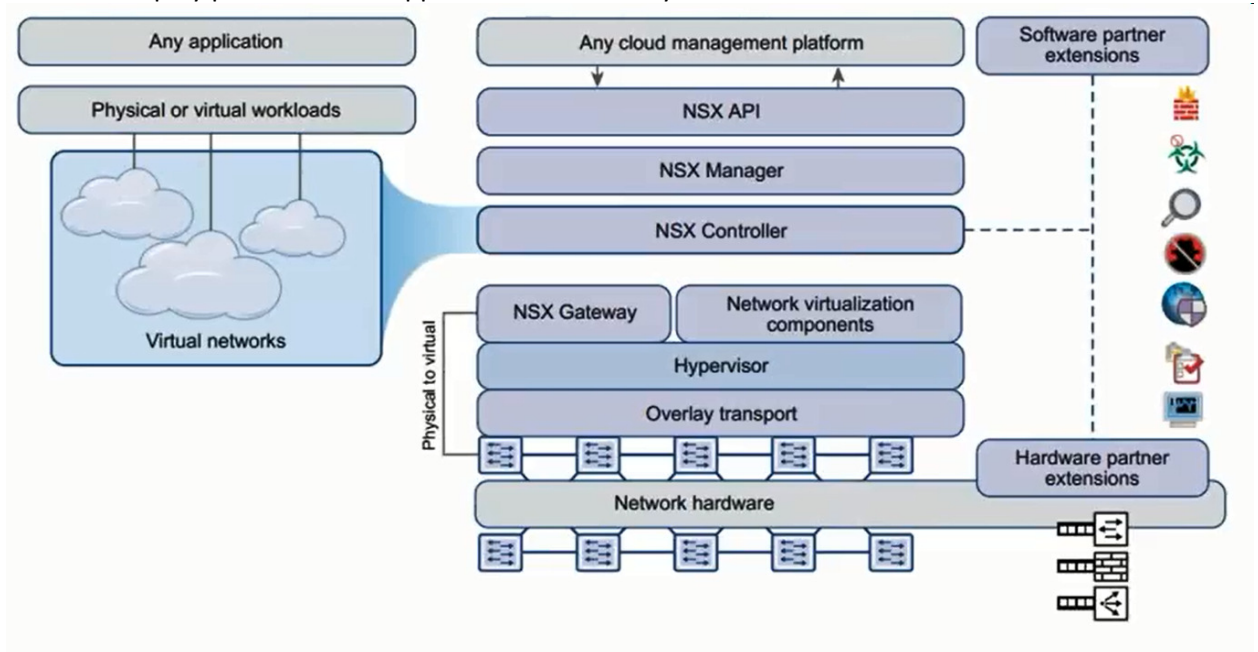 Any application
Physical or virtual workloads
Virtual networks
Any cloud management platform
NSX API
NSX Manager
NSX Controller
NSX Gateway
Network virtualization
components
Hypervisor
Overlay transport
Physical to virtual
Network hardware
Software partner
extensions
Hardware partner
extensions